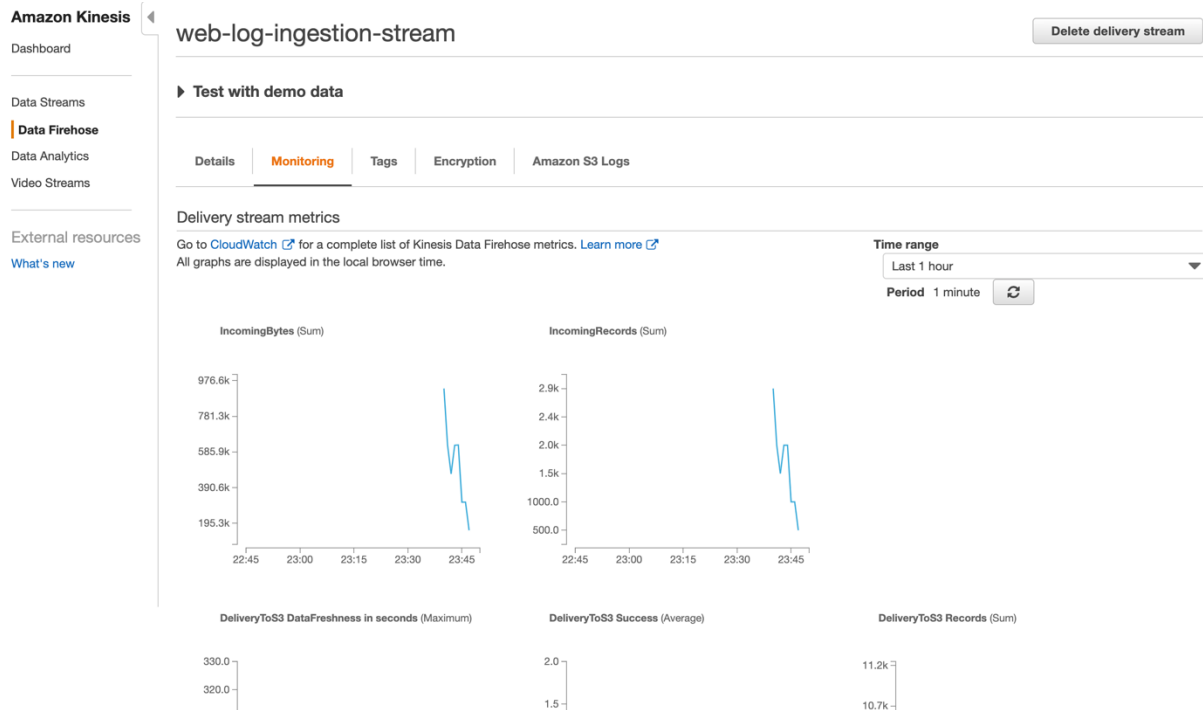 Amazon Kinesis
Dashboard
Data Streams
Data Firehose
Data Analytics
Video Streams
External resources
What's new
web-log-ingestion-stream
Delete delivery stream
Test with demo data
Details Monitoring Tags Encryption Amazon S3 Logs
Delivery stream metrics
Go to CloudWatch for a complete list of Kinesis Data Firehose metrics. Learn more
All graphs are displayed in the local browser time.
Time range
Last 1 hour
Period 1 minute
IncomingBytes (Sum)
976.6k
781.3k
585.9k
390.6k
195.3k
22:45 23:00 23:15 23:30 23:45
IncomingRecords (Sum)
2.9k
2.4k
2.0k
1.5k
1000.0
500.0
22:45 23:00 23:15 23:30 23:45
DeliveryToS3 DataFreshness in seconds (Maximum)
330.0
320.0
DeliveryToS3 Success (Average)
2.0
1.5
DeliveryToS3 Records (Sum)
11.2k
10.7k